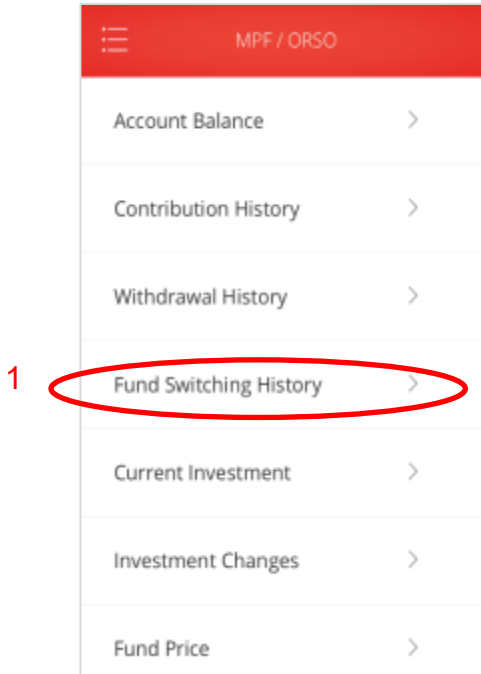 MPF / ORSO
Account Balance
Contribution History
Withdrawal History
1
Fund Switching History
Current Investment
Investment Changes
Fund Price